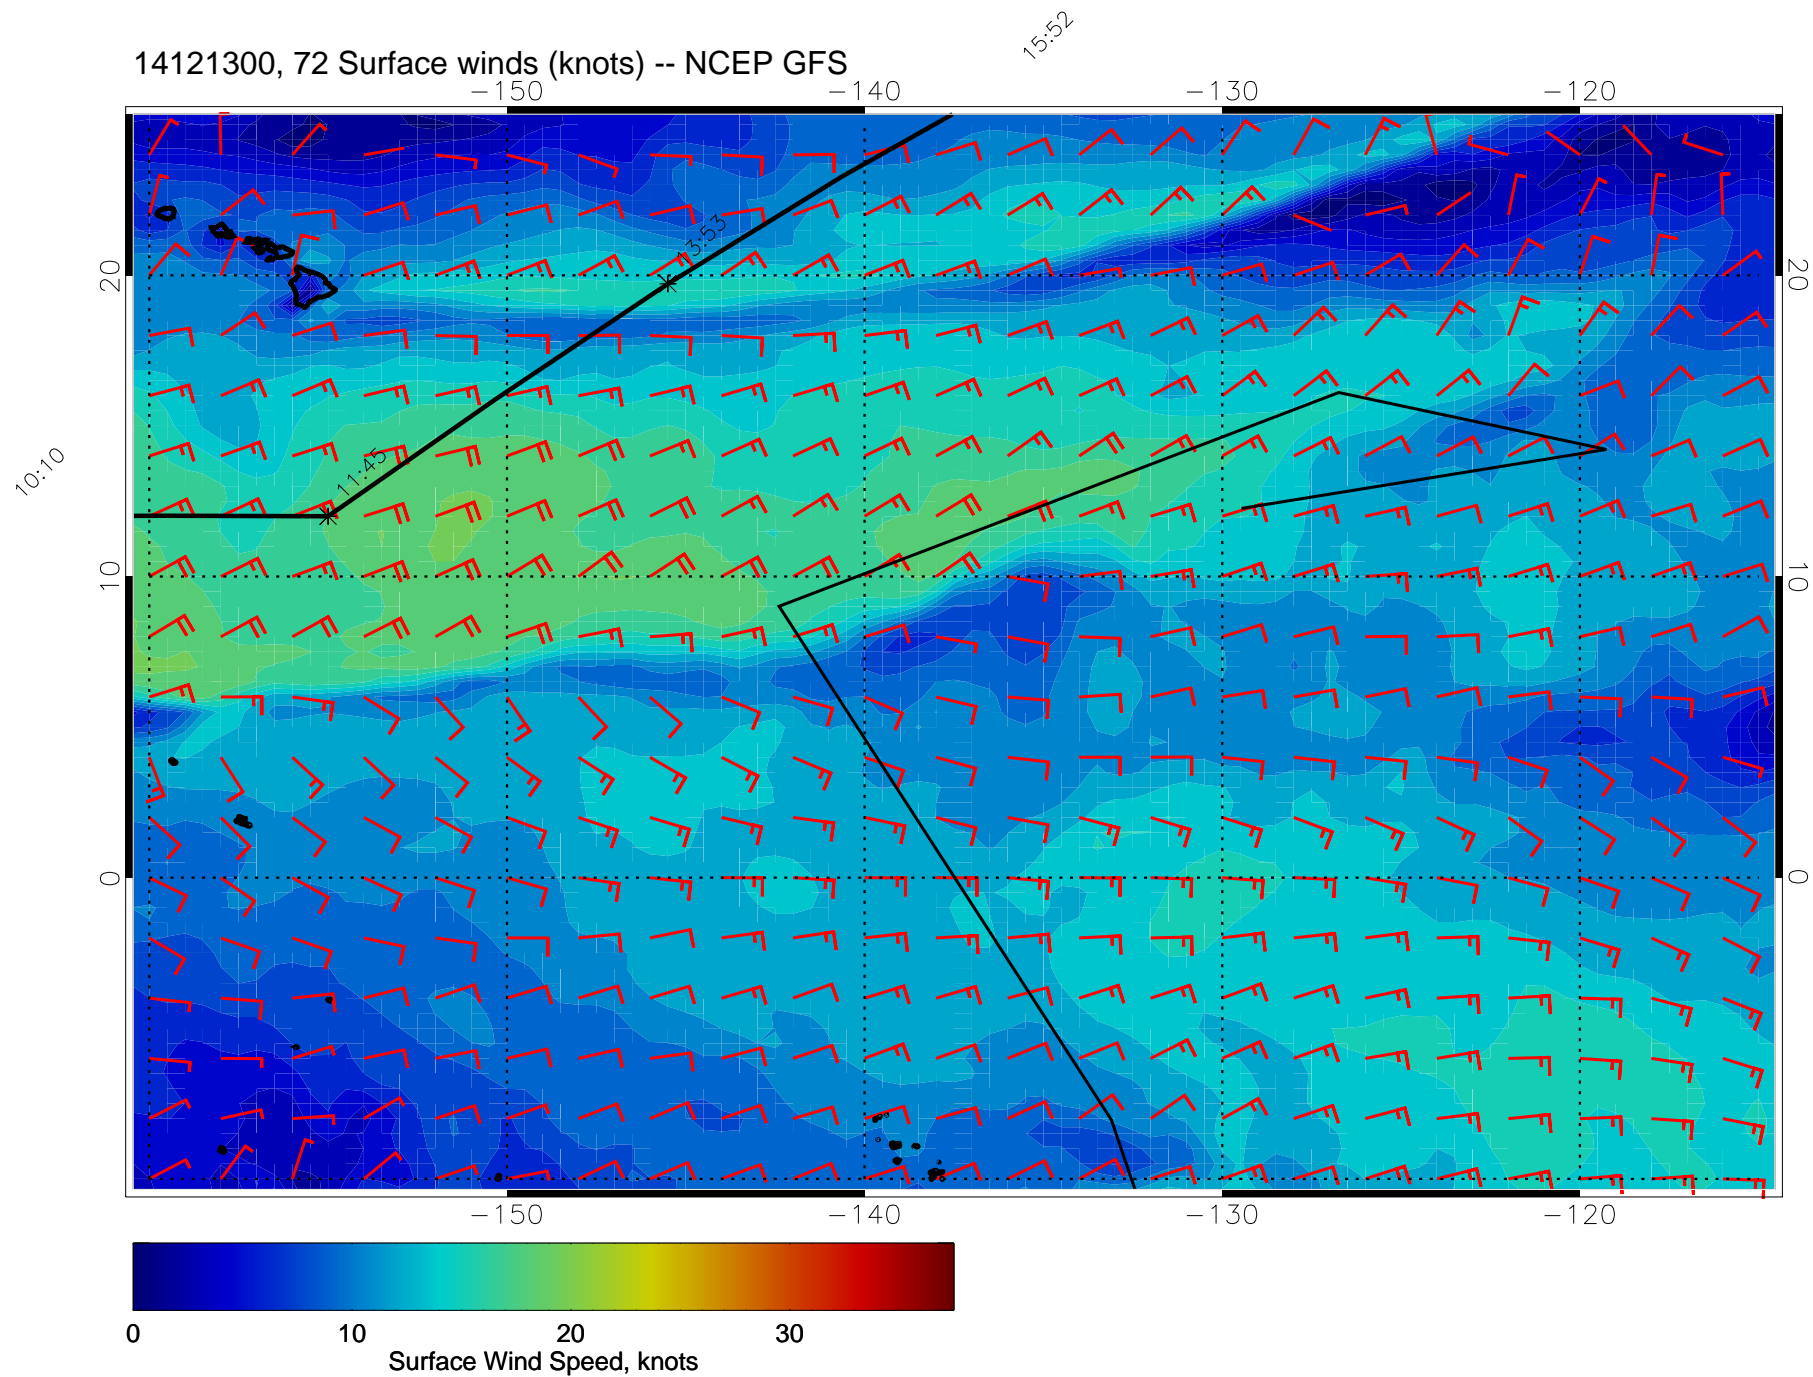 15:52
14121300, 72 Surface winds (knots) -- NCEP GFS
−150 −140 −130 −120
13:53
20 20
11:45
10:10
10 10
0 0
−150 −140 −130 −120
0 10 20 30
Surface Wind Speed, knots